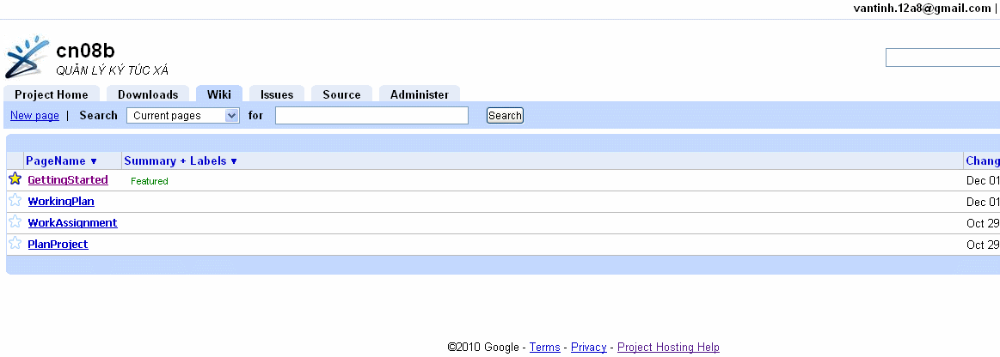 vantinh.12a8@gmail.com |
cn08b
QUẢN LÝ KÝ TÚC XÁ
Project Home Downloads Wiki Issues Source Administer
New page | Search Current pages for Search
PageName ▼ Summary + Labels ▼ Chang
GettingStarted Featured Dec 01
WorkingPlan Dec 01
WorkAssignment Oct 29
PlanProject Oct 29
©2010 Google - Terms - Privacy - Project Hosting Help